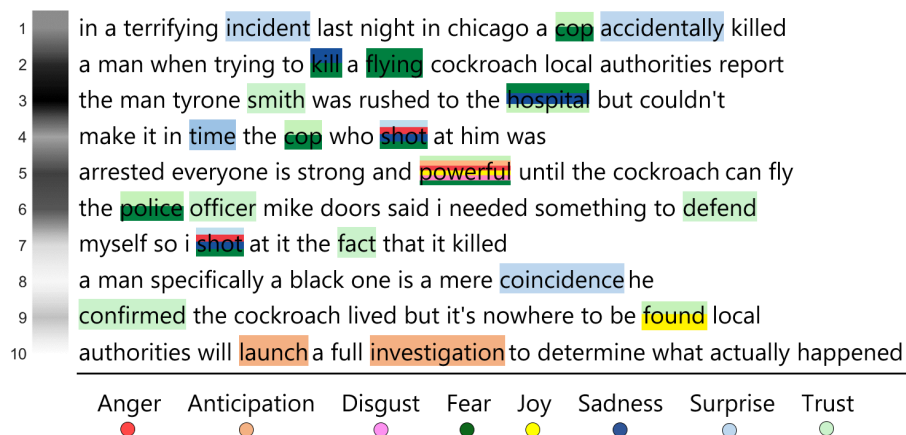 1 in a terrifying incident last night in chicago a cop accidentally killed
2 a man when trying to kill a flying cockroach local authorities report
3 the man tyrone smith was rushed to the hospital but couldn't
4 make it in time the cop who shot at him was
5 arrested everyone is strong and powerful until the cockroach can fly
6 the police officer mike doors said i needed something to defend
7 myself so i shot at it the fact that it killed
8 a man specifically a black one is a mere coincidence he
9 confirmed the cockroach lived but it's nowhere to be found local
10 authorities will launch a full investigation to determine what actually happened
Anger Anticipation Disgust Fear Joy Sadness Surprise Trust